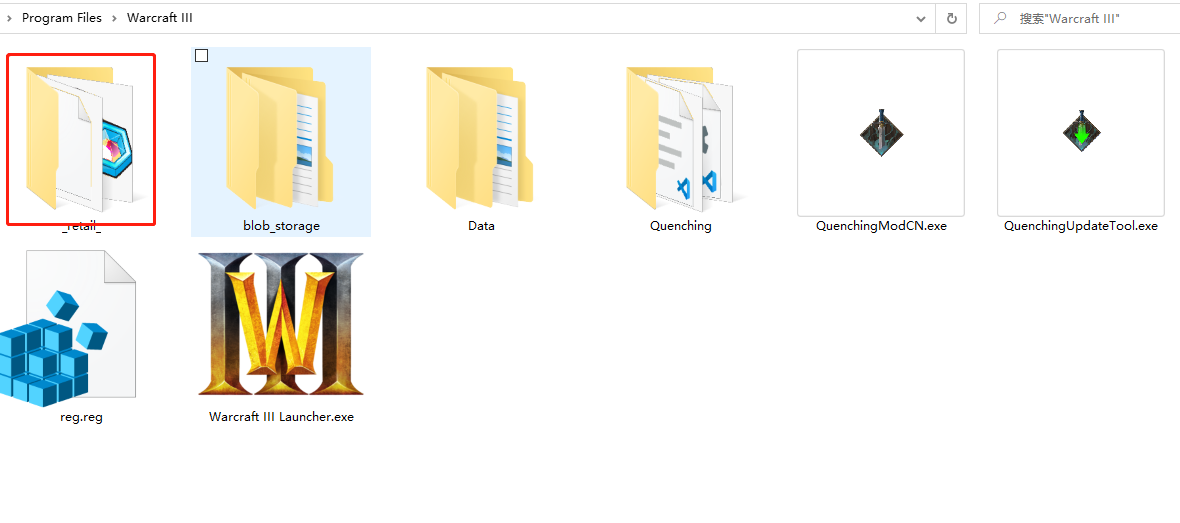 Program Files > Warcraft III
搜索"Warcraft III"
_retail_
blob_storage
Data
Quenching
QuenchingModCN.exe
QuenchingUpdateTool.exe
reg.reg
Warcraft III Launcher.exe